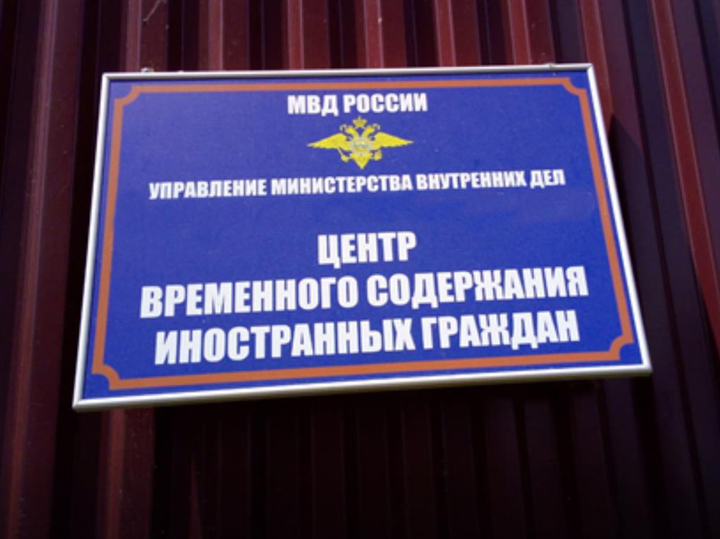 МВД РОССИИ
УПРАВЛЕНИЕ МИНИСТЕРСТВА ВНУТРЕННИХ ДЕЛ
ЦЕНТР
ВРЕМЕННОГО СОДЕРЖАНИЯ
ИНОСТРАННЫХ ГРАЖДАН